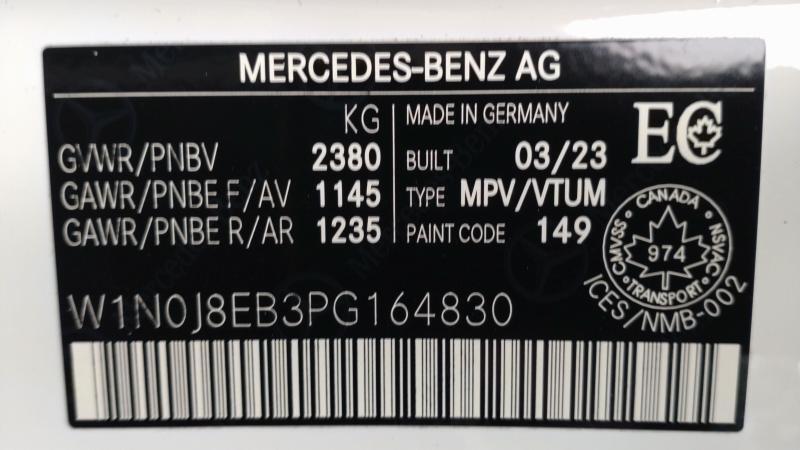 MERCEDES-BENZ AG
KG
GVWR/PNBV 2380
GAWR/PNBE F/AV 1145
GAWR/PNBE R/AR 1235
MADE IN GERMANY
BUILT 03/23
TYPE MPV/VTUM
PAINT CODE 149
EC
CANADA
CMVSS 974 NSVAC
TRANSPORT
ICES/NMB-002
W1N0J8EB3PG164830